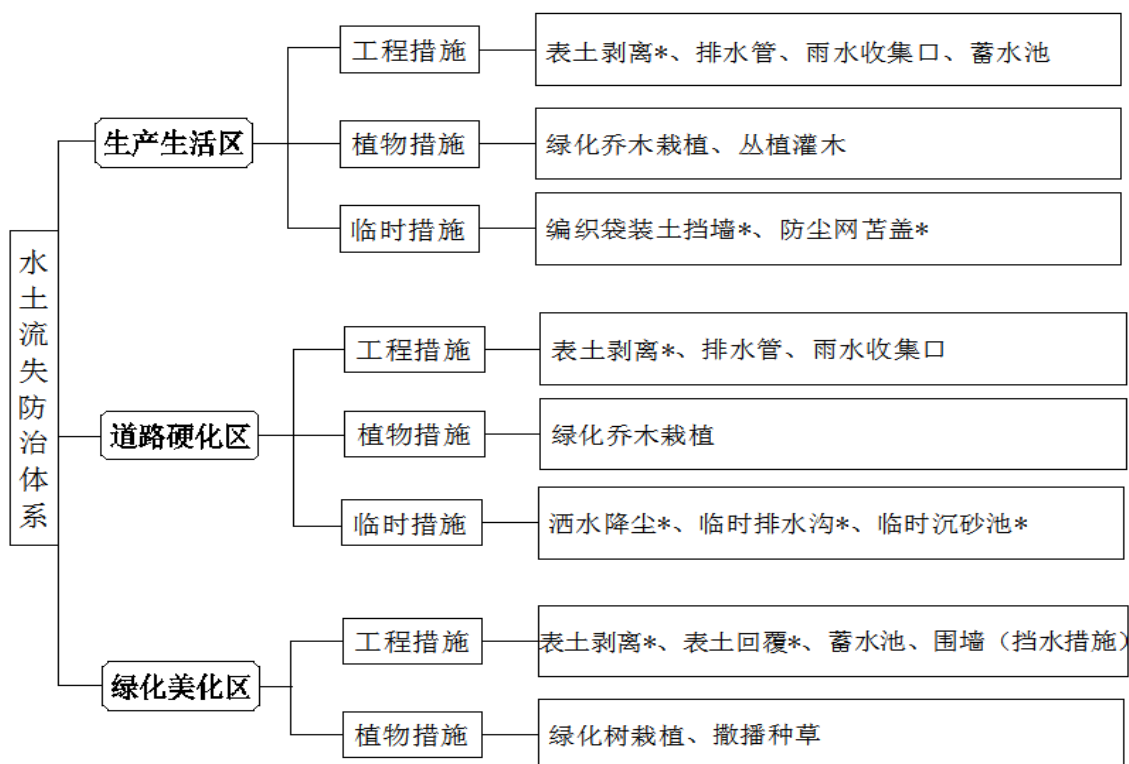 水土流失防治体系
生产生活区
工程措施
表土剥离*、排水管、雨水收集口、蓄水池
植物措施
绿化乔木栽植、丛植灌木
临时措施
编织袋装土挡墙*、防尘网苫盖*
道路硬化区
工程措施
表土剥离*、排水管、雨水收集口
植物措施
绿化乔木栽植
临时措施
洒水降尘*、临时排水沟*、临时沉砂池*
绿化美化区
工程措施
表土剥离*、表土回覆*、蓄水池、围墙（挡水措施）
植物措施
绿化树栽植、撒播种草